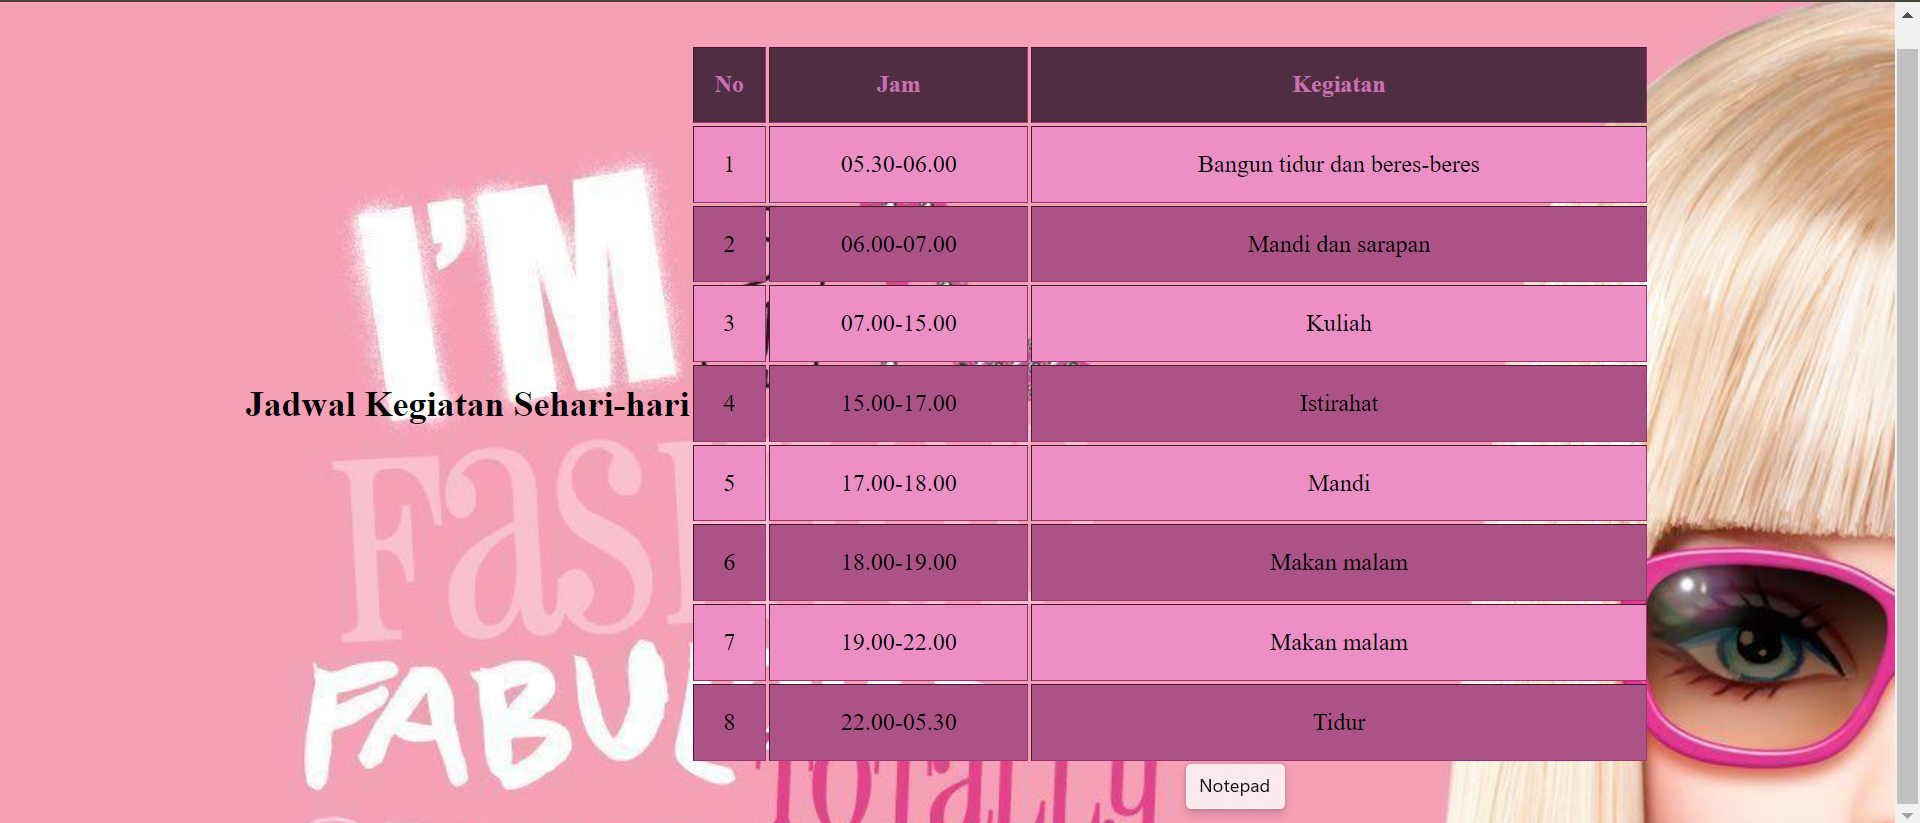 No Jam Kegiatan
1 05.30-06.00 Bangun tidur dan beres-beres
2 06.00-07.00 Mandi dan sarapan
3 07.00-15.00 Kuliah
4 15.00-17.00 Istirahat
5 17.00-18.00 Mandi
6 18.00-19.00 Makan malam
7 19.00-22.00 Makan malam
8 22.00-05.30 Tidur
Jadwal Kegiatan Sehari-hari
I'M
FABU
TOTALLY
Notepad